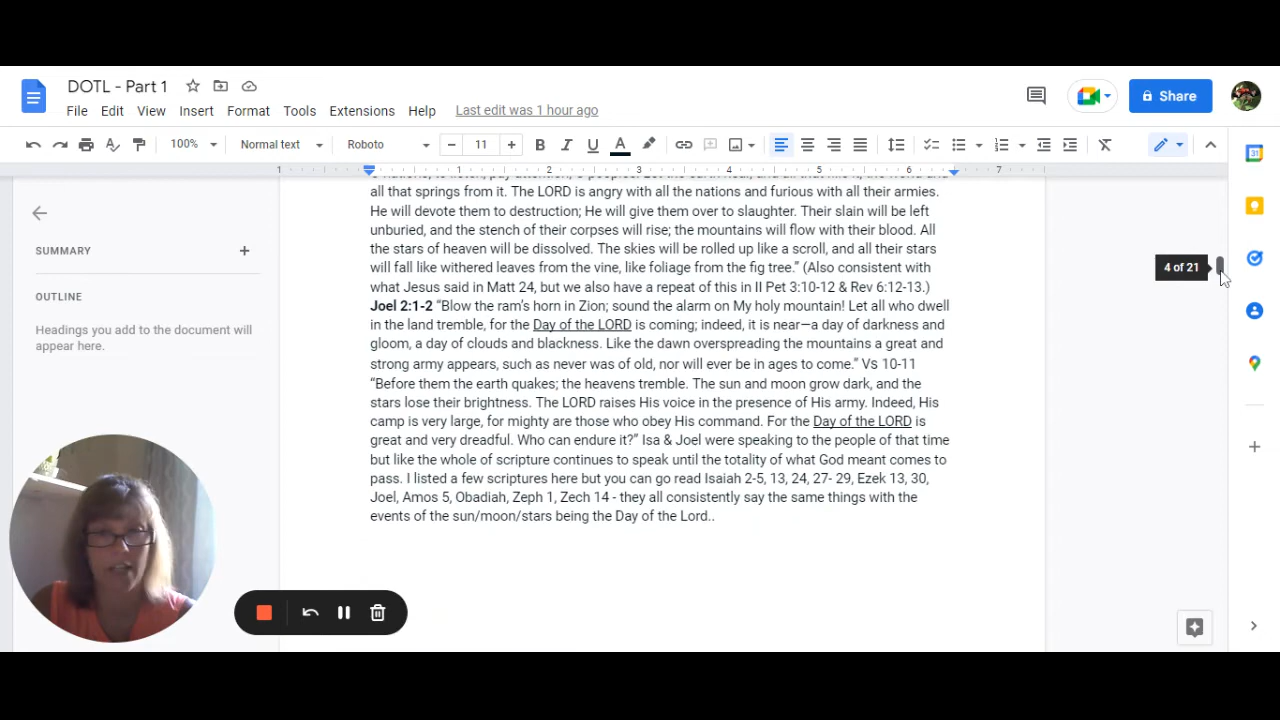 DOTL - Part 1
File Edit View Insert Format Tools Extensions Help Last edit was 1 hour ago
Share
100% Normal text Roboto 11
1 1 2 3 4 5 6 7
all that springs from it. The LORD is angry with all the nations and furious with all their armies.
He will devote them to destruction; He will give them over to slaughter. Their slain will be left
unburied, and the stench of their corpses will rise; the mountains will flow with their blood. All
the stars of heaven will be dissolved. The skies will be rolled up like a scroll, and all their stars
will fall like withered leaves from the vine, like foliage from the fig tree.” (Also consistent with
what Jesus said in Matt 24, but we also have a repeat of this in II Pet 3:10-12 & Rev 6:12-13.)
Joel 2:1-2 “Blow the ram’s horn in Zion; sound the alarm on My holy mountain! Let all who dwell
in the land tremble, for the Day of the LORD is coming; indeed, it is near—a day of darkness and
gloom, a day of clouds and blackness. Like the dawn overspreading the mountains a great and
strong army appears, such as never was of old, nor will ever be in ages to come.” Vs 10-11
“Before them the earth quakes; the heavens tremble. The sun and moon grow dark, and the
stars lose their brightness. The LORD raises His voice in the presence of His army. Indeed, His
camp is very large, for mighty are those who obey His command. For the Day of the LORD is
great and very dreadful. Who can endure it?” Isa & Joel were speaking to the people of that time
but like the whole of scripture continues to speak until the totality of what God meant comes to
pass. I listed a few scriptures here but you can go read Isaiah 2-5, 13, 24, 27- 29, Ezek 13, 30,
Joel, Amos 5, Obadiah, Zeph 1, Zech 14 - they all consistently say the same things with the
events of the sun/moon/stars being the Day of the Lord..
SUMMARY
OUTLINE
Headings you add to the document will
appear here.
4 of 21
31